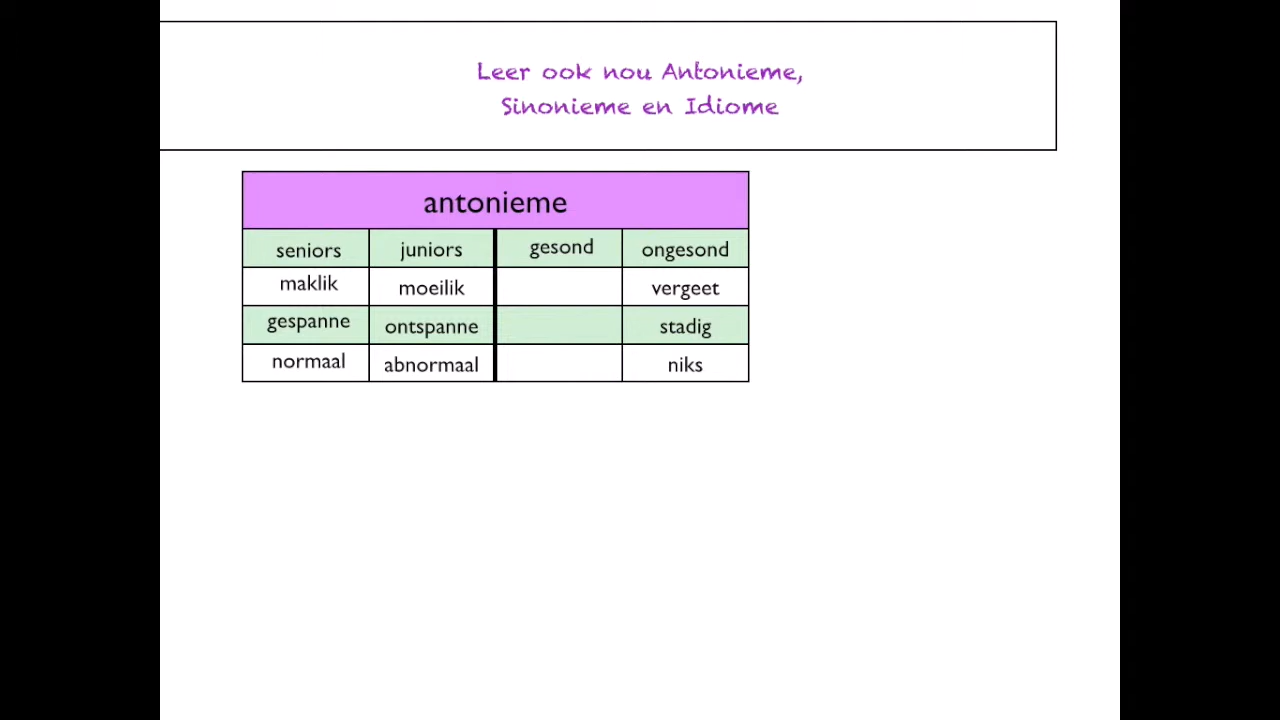 Leer ook nou Antonieme,
Sinonieme en Idiome
antonieme
seniors juniors gesond ongesond
maklik moeilik vergeet
gespanne ontspanne stadig
normaal abnormaal niks